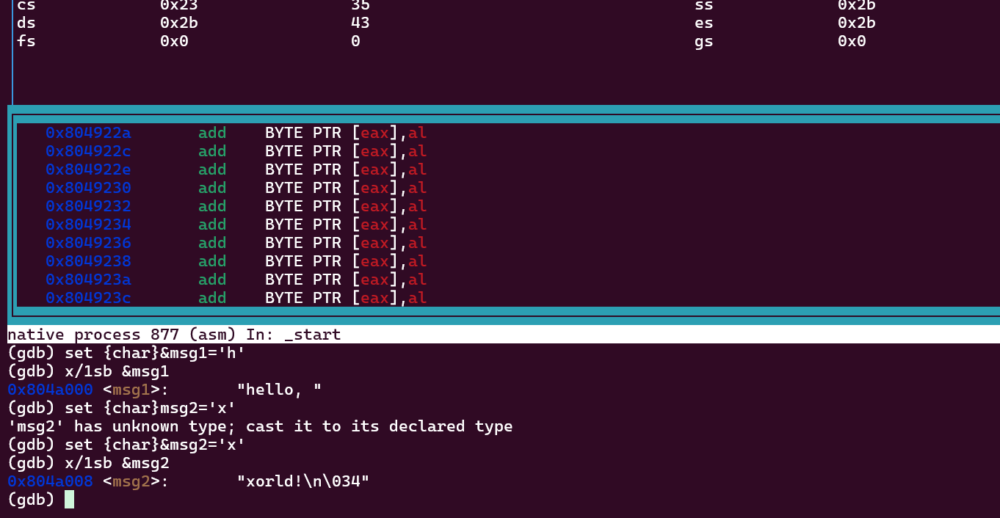 cs 0x23 35 ss 0x2b
ds 0x2b 43 es 0x2b
fs 0x0 0 gs 0x0
0x804922a add BYTE PTR [eax],al
0x804922c add BYTE PTR [eax],al
0x804922e add BYTE PTR [eax],al
0x8049230 add BYTE PTR [eax],al
0x8049232 add BYTE PTR [eax],al
0x8049234 add BYTE PTR [eax],al
0x8049236 add BYTE PTR [eax],al
0x8049238 add BYTE PTR [eax],al
0x804923a add BYTE PTR [eax],al
0x804923c add BYTE PTR [eax],al
native process 877 (asm) In: _start
(gdb) set {char}&msg1='h'
(gdb) x/1sb &msg1
0x804a000 <msg1>: "hello, "
(gdb) set {char}msg2='x'
'msg2' has unknown type; cast it to its declared type
(gdb) set {char}&msg2='x'
(gdb) x/1sb &msg2
0x804a008 <msg2>: "xorld!\n\034"
(gdb)